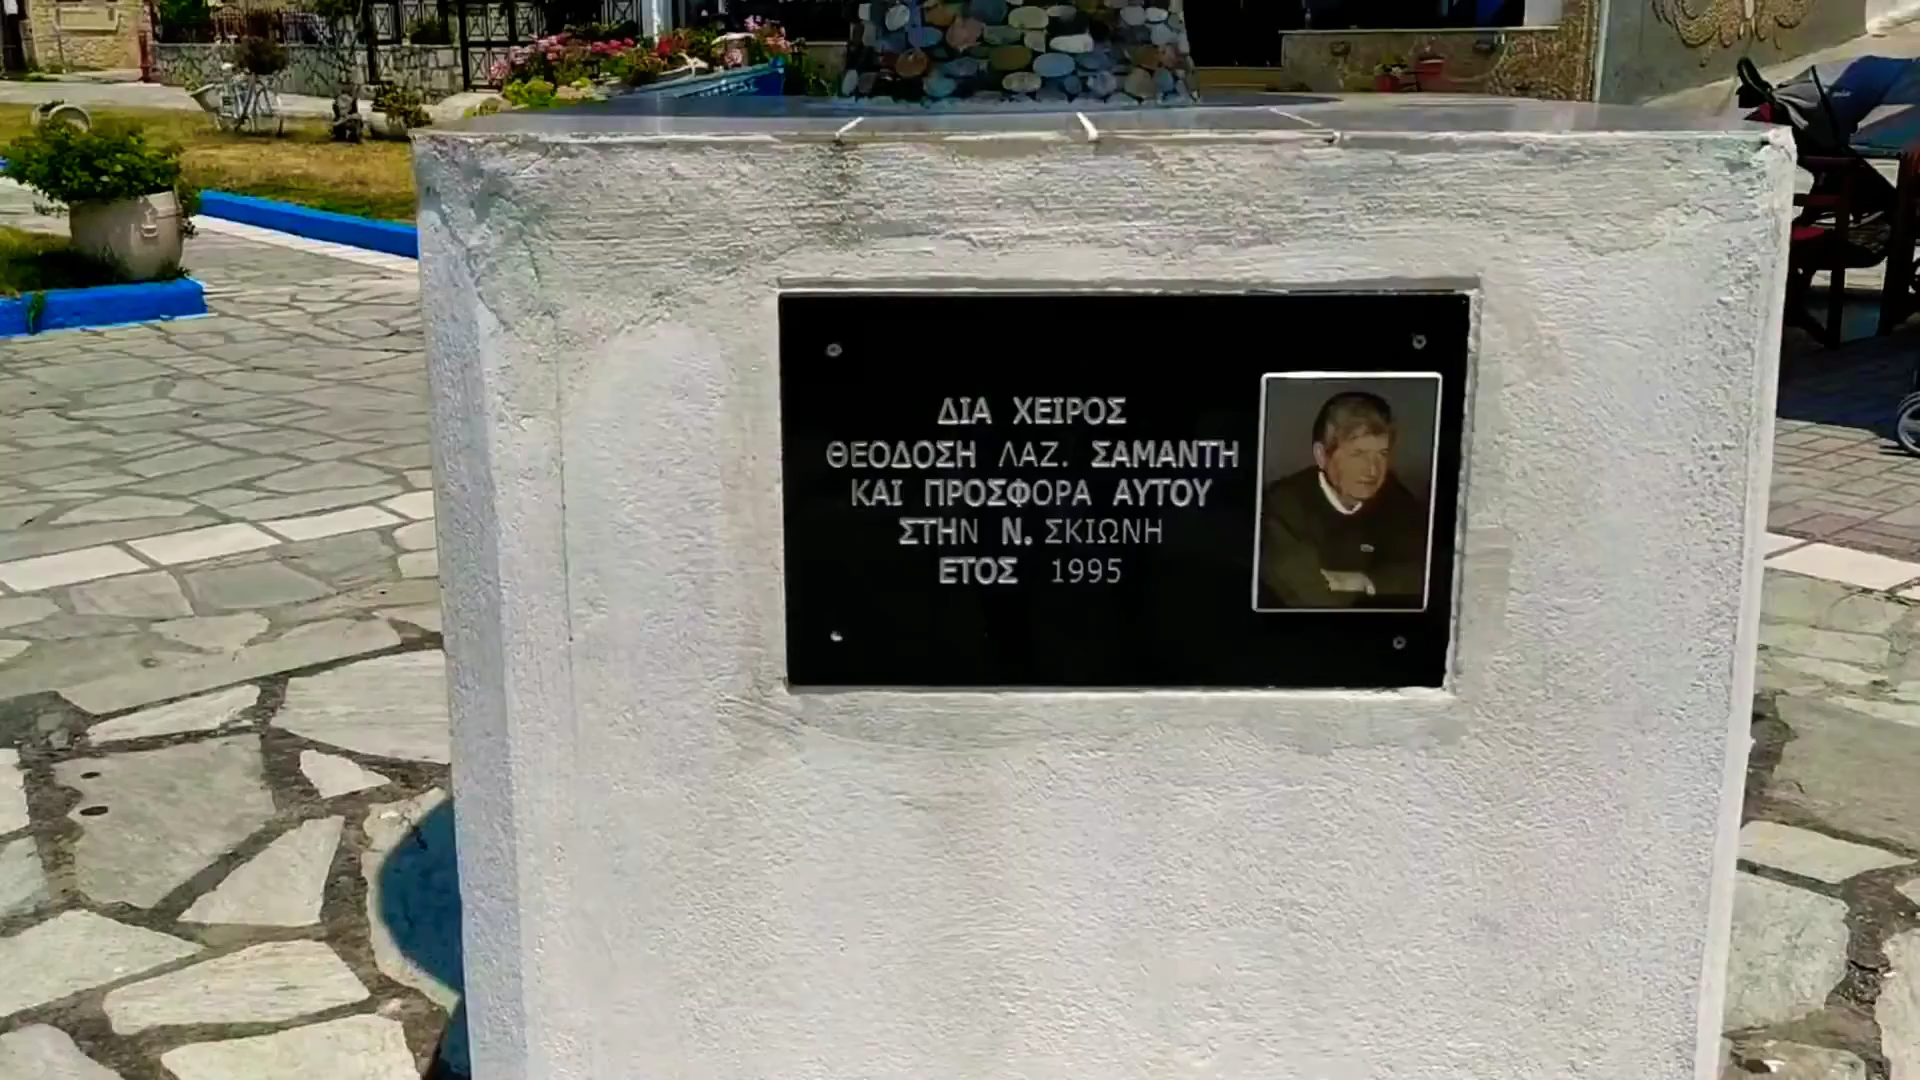 ΔΙΑ ΧΕΙΡΟΣ
ΘΕΟΔΟΣΗ ΛΑΖ. ΣΑΜΑΝΤΗ
ΚΑΙ ΠΡΟΣΦΟΡΑ ΑΥΤΟΥ
ΣΤΗΝ Ν. ΣΚΙΩΝΗ
ΕΤΟΣ 1995